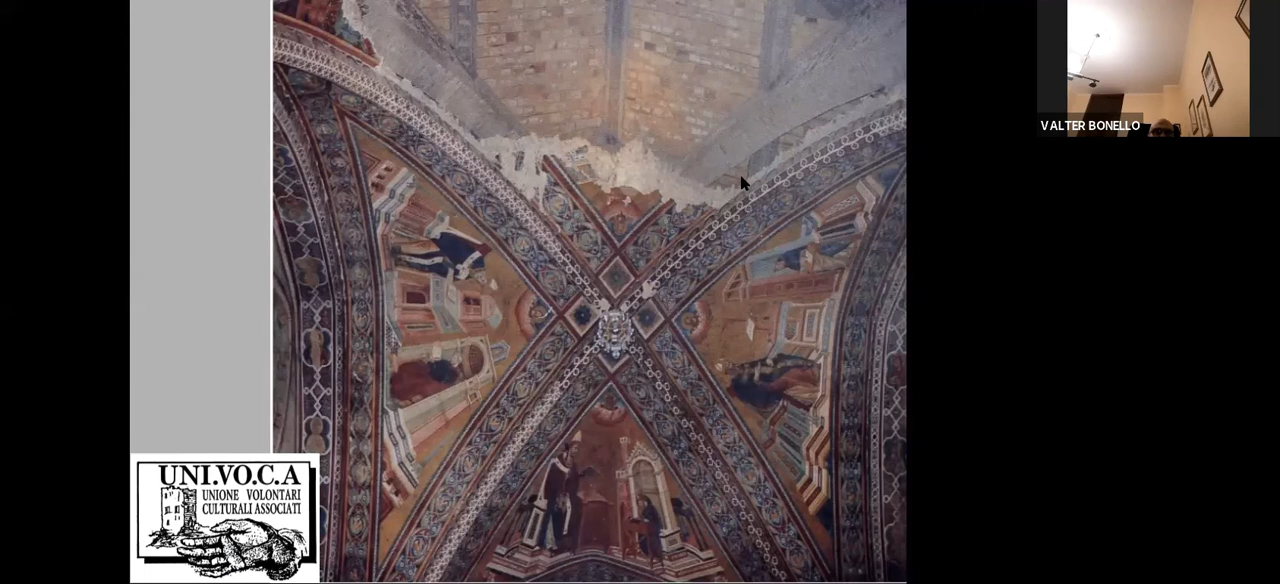 VALTER BONELLO
UNI.VO.C.A
UNIONE VOLONTARI
CULTURALI ASSOCIATI